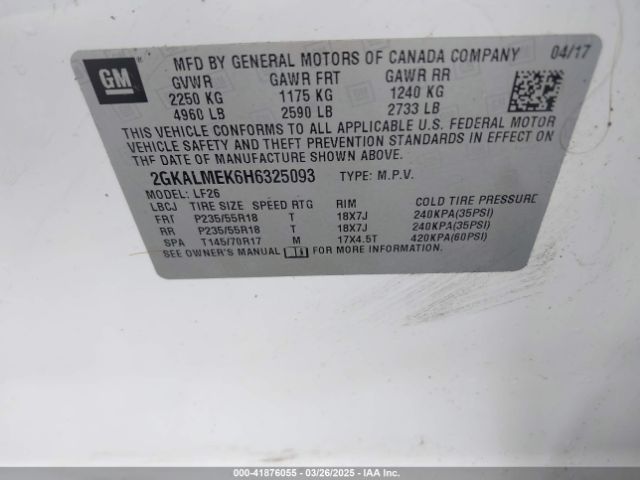 MFD BY GENERAL MOTORS OF CANADA COMPANY 04/17
GM
GVWR GAWR FRT GAWR RR
2250 KG 1175 KG 1240 KG
4960 LB 2590 LB 2733 LB
THIS VEHICLE CONFORMS TO ALL APPLICABLE U.S. FEDERAL MOTOR
VEHICLE SAFETY AND THEFT PREVENTION STANDARDS IN EFFECT ON
THE DATE OF MANUFACTURE SHOWN ABOVE.
2GKALMEK6H6325093 TYPE: M.P.V.
MODEL: LF26
LBCJ TIRE SIZE SPEED RTG RIM COLD TIRE PRESSURE
FRT P235/55R18 T 18X7J 240KPA(35PSI)
RR P235/55R18 T 18X7J 240KPA(35PSI)
SPA T145/70R17 M 17X4.5T 420KPA(60PSI)
SEE OWNER'S MANUAL FOR MORE INFORMATION.
000-41876055 | 03/26/2025 - IAA, Inc.